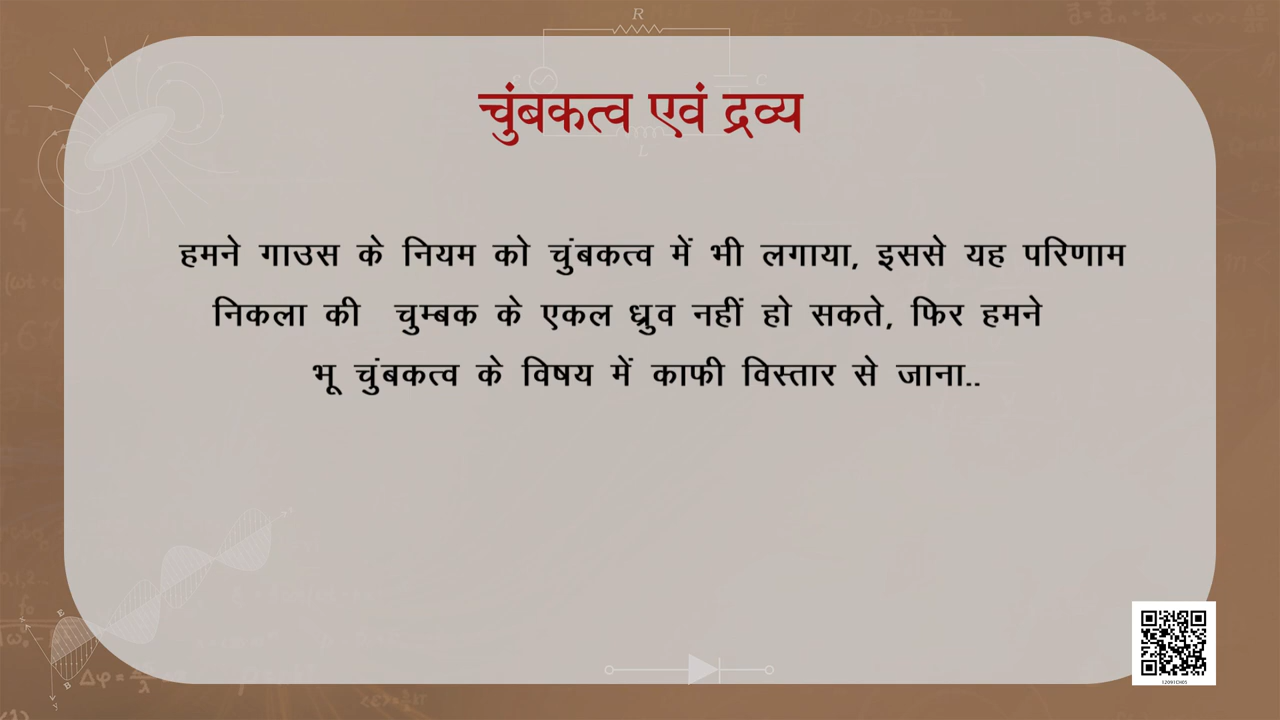 R
C
चुंबकत्व एवं द्रव्य
L
हमने गाउस के नियम को चुंबकत्व में भी लगाया, इससे यह परिणाम
निकला की चुम्बक के एकल ध्रुव नहीं हो सकते, फिर हमने
भू चुंबकत्व के विषय में काफी विस्तार से जाना..
12091CH05